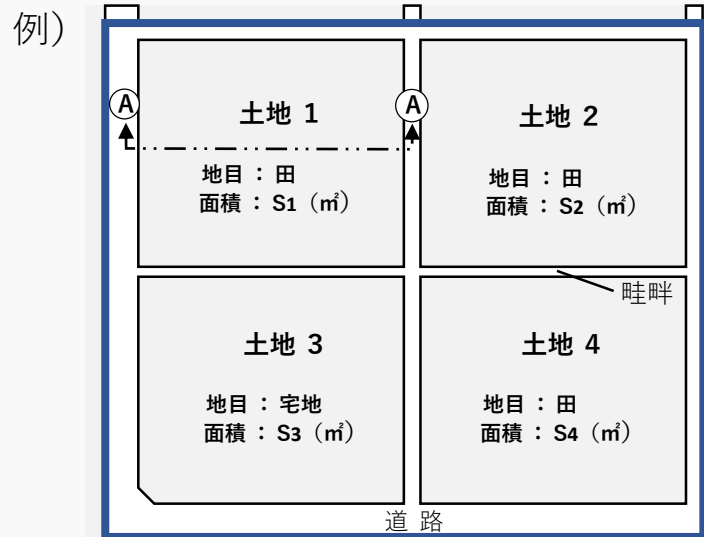 例）
A
A
土地 1
地目 ： 田
面積 ： S1（㎡）
土地 2
地目 ： 田
面積 ： S2（㎡）
畦畔
土地 3
地目 ： 宅地
面積 ： S3（㎡）
土地 4
地目 ： 田
面積 ： S4（㎡）
道 路